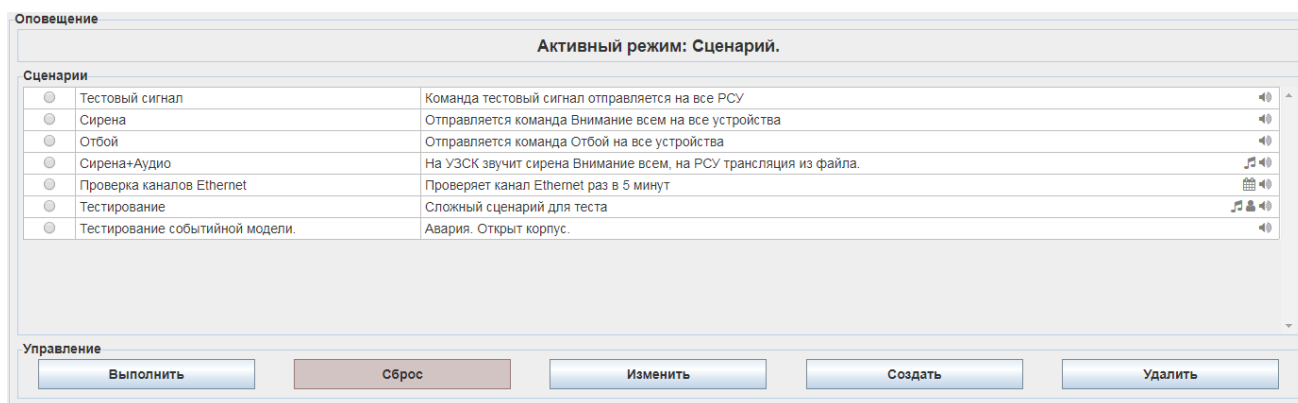 Оповещение
Активный режим: Сценарий.
Сценарии
Тестовый сигнал Команда тестовый сигнал отправляется на все РСУ
Сирена Отправляется команда Внимание всем на все устройства
Отбой Отправляется команда Отбой на все устройства
Сирена+Аудио На УЗСК звучит сирена Внимание всем, на РСУ трансляция из файла.
Проверка каналов Ethernet Проверяет канал Ethernet раз в 5 минут
Тестирование Сложный сценарий для теста
Тестирование событийной модели. Авария. Открыт корпус.
Управление
Выполнить Сброс Изменить Создать Удалить